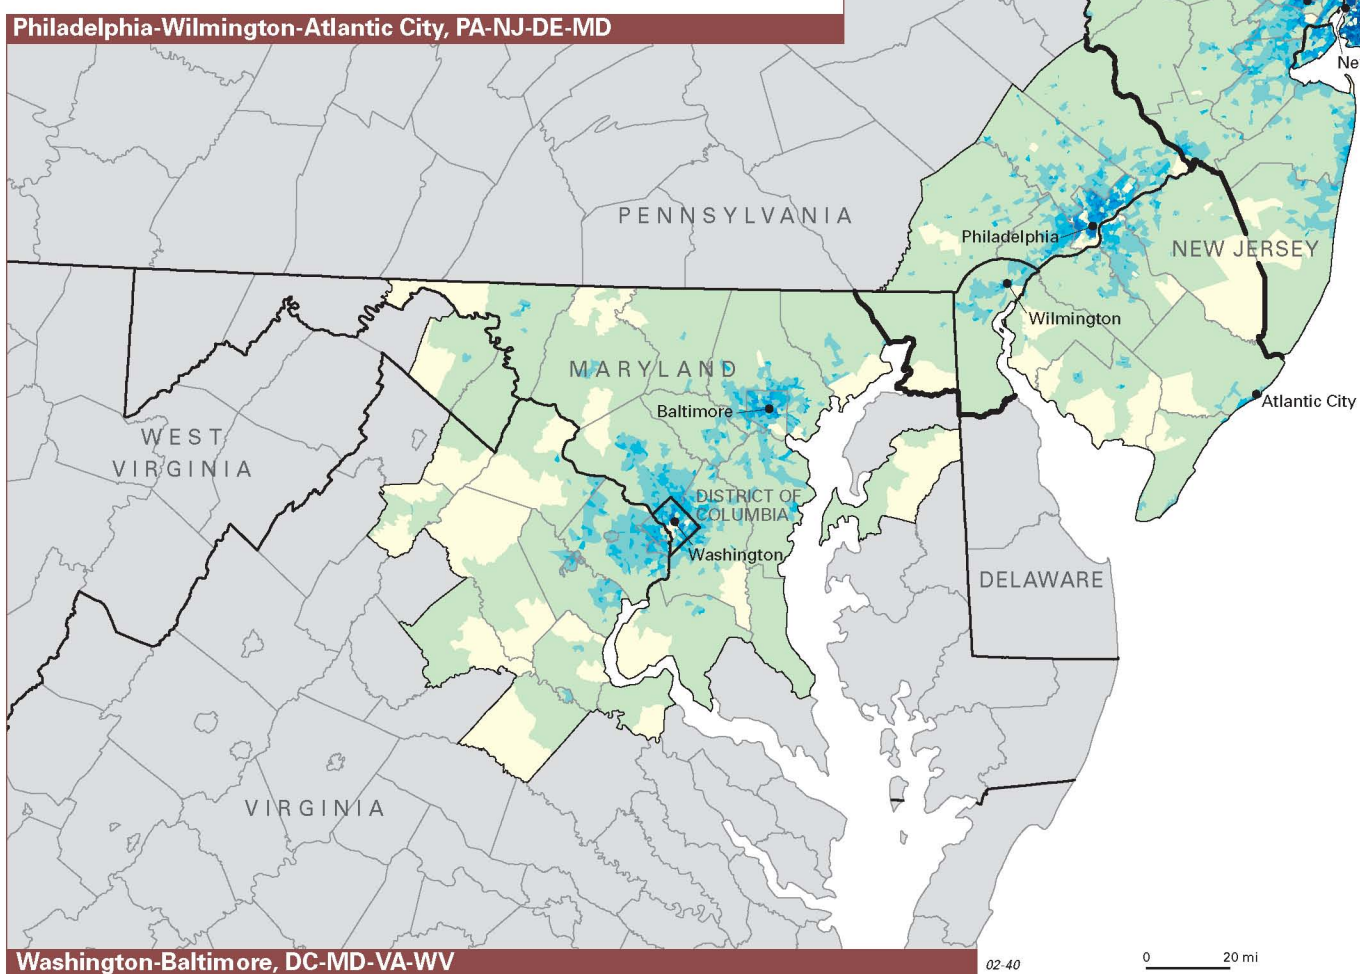 Philadelphia-Wilmington-Atlantic City, PA-NJ-DE-MD
Ne
PENNSYLVANIA
Philadelphia
NEW JERSEY
Wilmington
MARYLAND
Baltimore
Atlantic City
WEST
VIRGINIA
DISTRICT OF
COLUMBIA
Washington
DELAWARE
VIRGINIA
Washington-Baltimore, DC-MD-VA-WV
02-40
0 20 mi